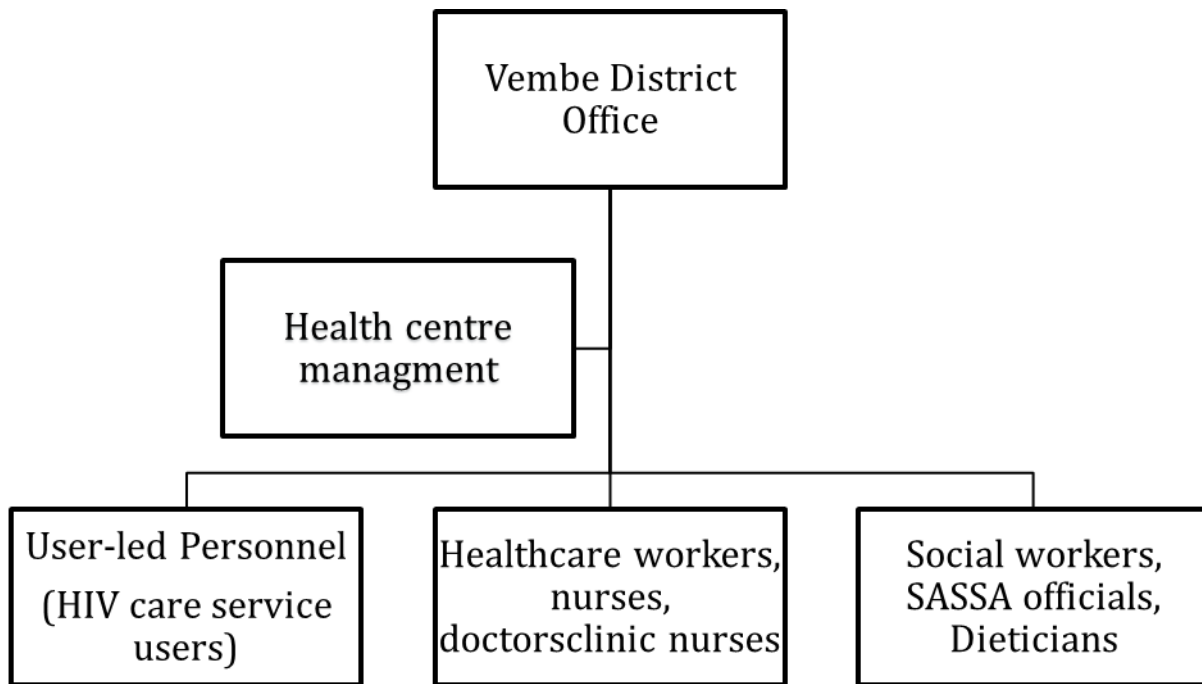 Vembe District
Office
Health centre
managment
User-led Personnel
(HIV care service
users)
Healthcare workers,
nurses,
doctorsclinic nurses
Social workers,
SASSA officials,
Dieticians